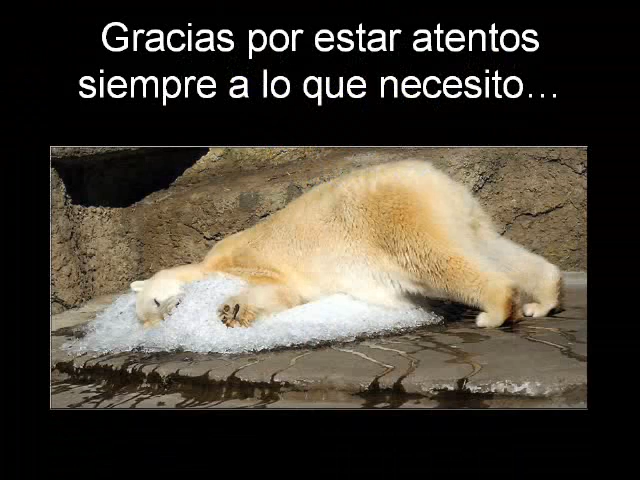 Gracias por estar atentos
siempre a lo que necesito…